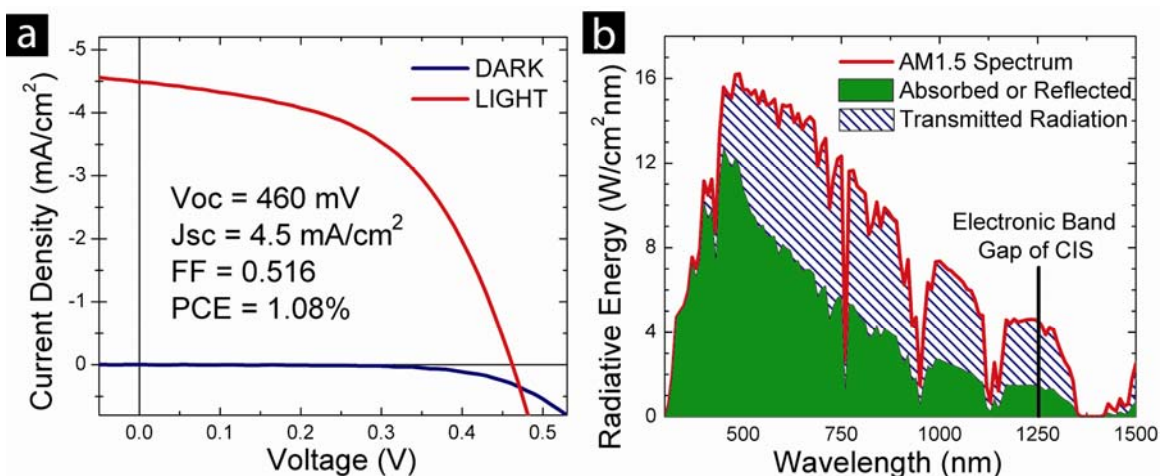 a
-5
-4
-3
-2
-1
0
Current Density (mA/cm²)
DARK
LIGHT
Voc = 460 mV
Jsc = 4.5 mA/cm²
FF = 0.516
PCE = 1.08%
0.0 0.1 0.2 0.3 0.4 0.5
Voltage (V)
b
16
12
8
4
0
Radiative Energy (W/cm²nm)
AM1.5 Spectrum
Absorbed or Reflected
Transmitted Radiation
Electronic Band
Gap of CIS
500 750 1000 1250 1500
Wavelength (nm)